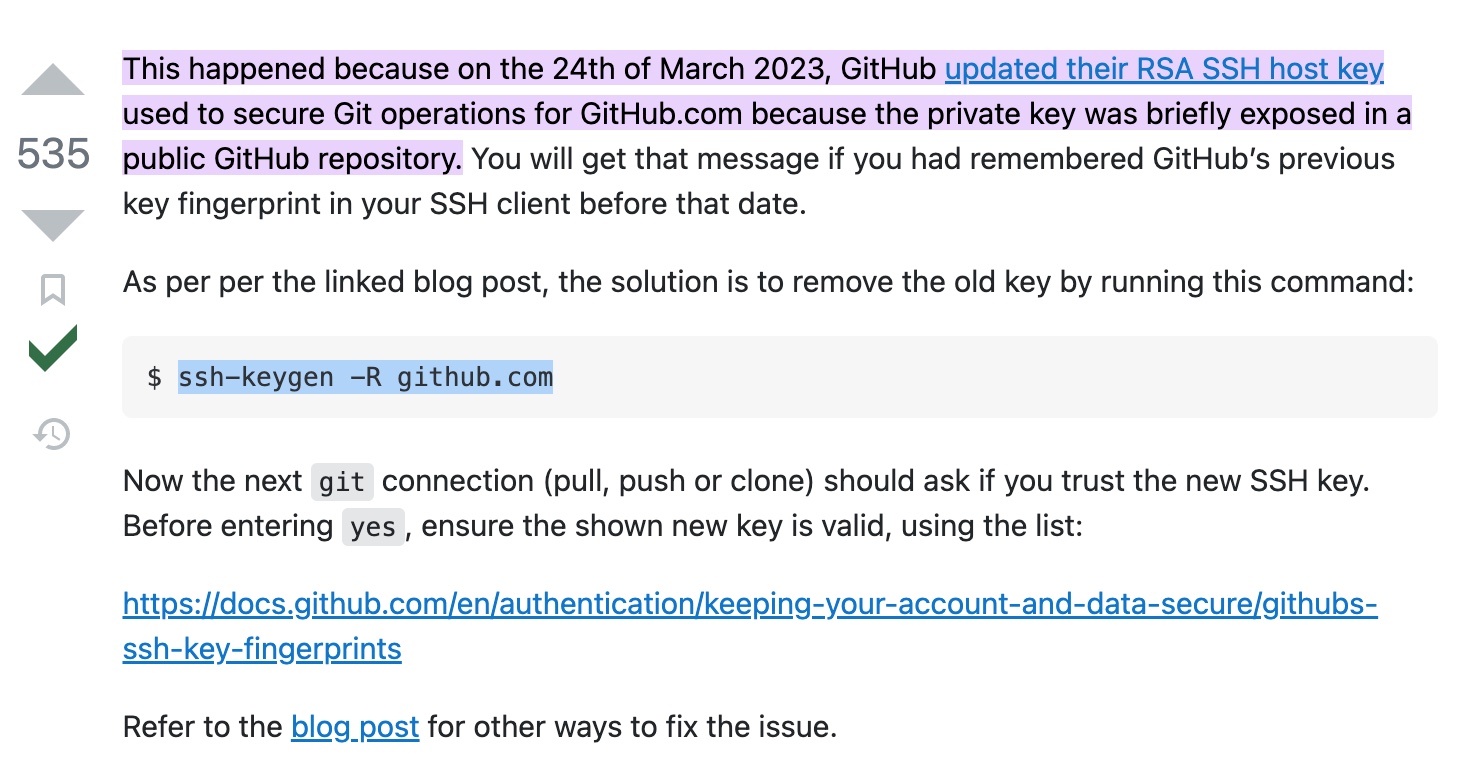 This happened because on the 24th of March 2023, GitHub updated their RSA SSH host key
used to secure Git operations for GitHub.com because the private key was briefly exposed in a
public GitHub repository. You will get that message if you had remembered GitHub’s previous
key fingerprint in your SSH client before that date.
535
As per per the linked blog post, the solution is to remove the old key by running this command:
$ ssh-keygen -R github.com
Now the next git connection (pull, push or clone) should ask if you trust the new SSH key.
Before entering yes, ensure the shown new key is valid, using the list:
https://docs.github.com/en/authentication/keeping-your-account-and-data-secure/githubs-
ssh-key-fingerprints
Refer to the blog post for other ways to fix the issue.